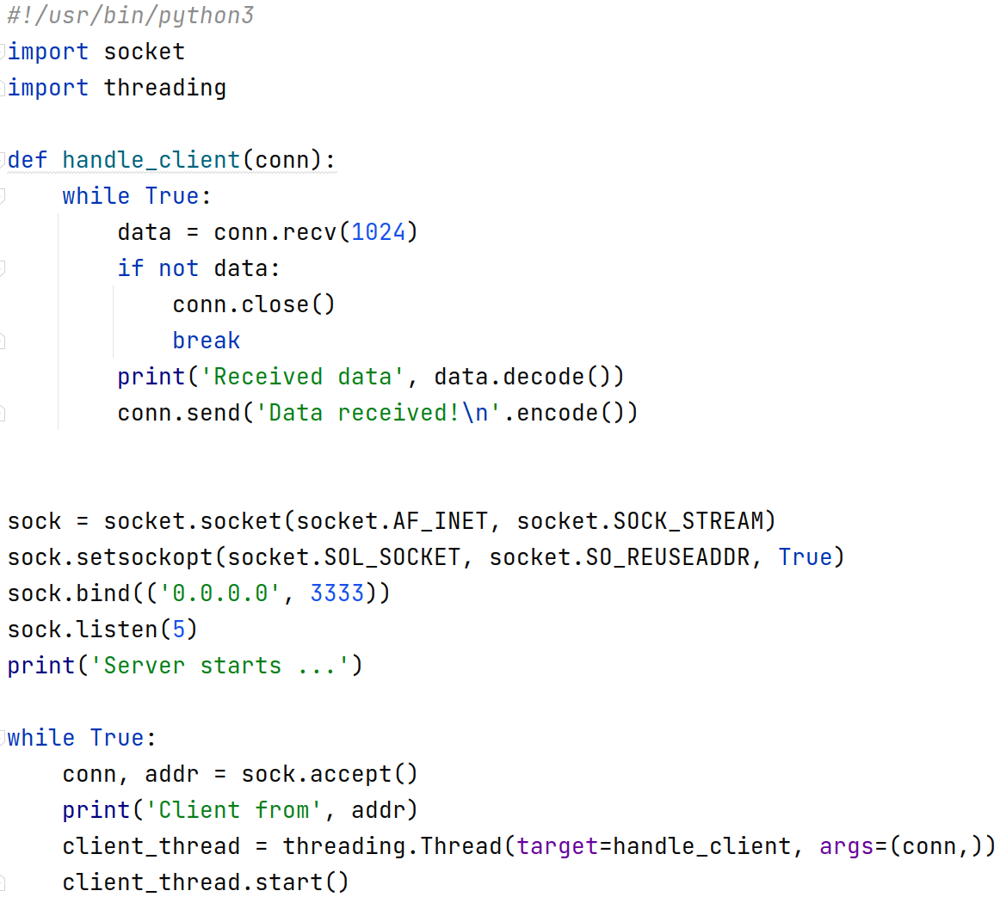 #!/usr/bin/python3
import socket
import threading

def handle_client(conn):
    while True:
        data = conn.recv(1024)
        if not data:
            conn.close()
            break
        print('Received data', data.decode())
        conn.send('Data received!\n'.encode())


sock = socket.socket(socket.AF_INET, socket.SOCK_STREAM)
sock.setsockopt(socket.SOL_SOCKET, socket.SO_REUSEADDR, True)
sock.bind(('0.0.0.0', 3333))
sock.listen(5)
print('Server starts ...')

while True:
    conn, addr = sock.accept()
    print('Client from', addr)
    client_thread = threading.Thread(target=handle_client, args=(conn,))
    client_thread.start()